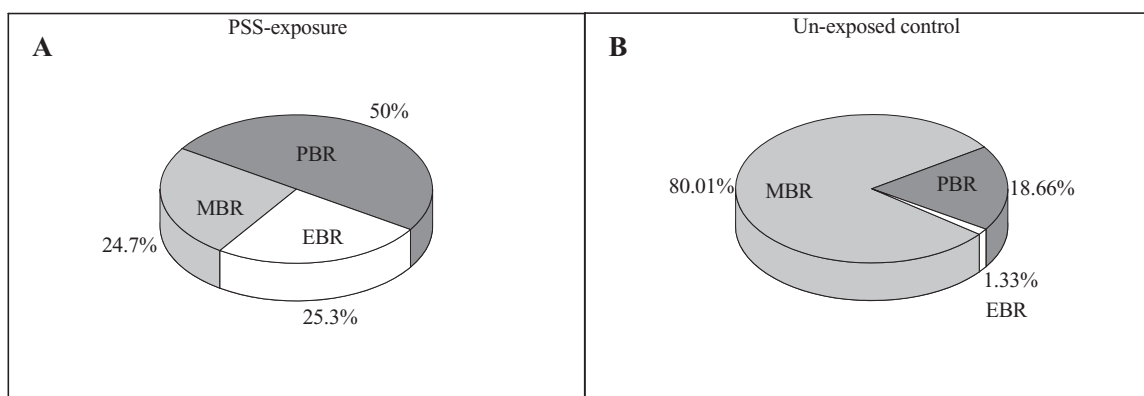 PSS-exposure
A
50%
PBR
MBR
EBR
24.7%
25.3%
Un-exposed control
B
80.01%
MBR
PBR
18.66%
1.33%
EBR